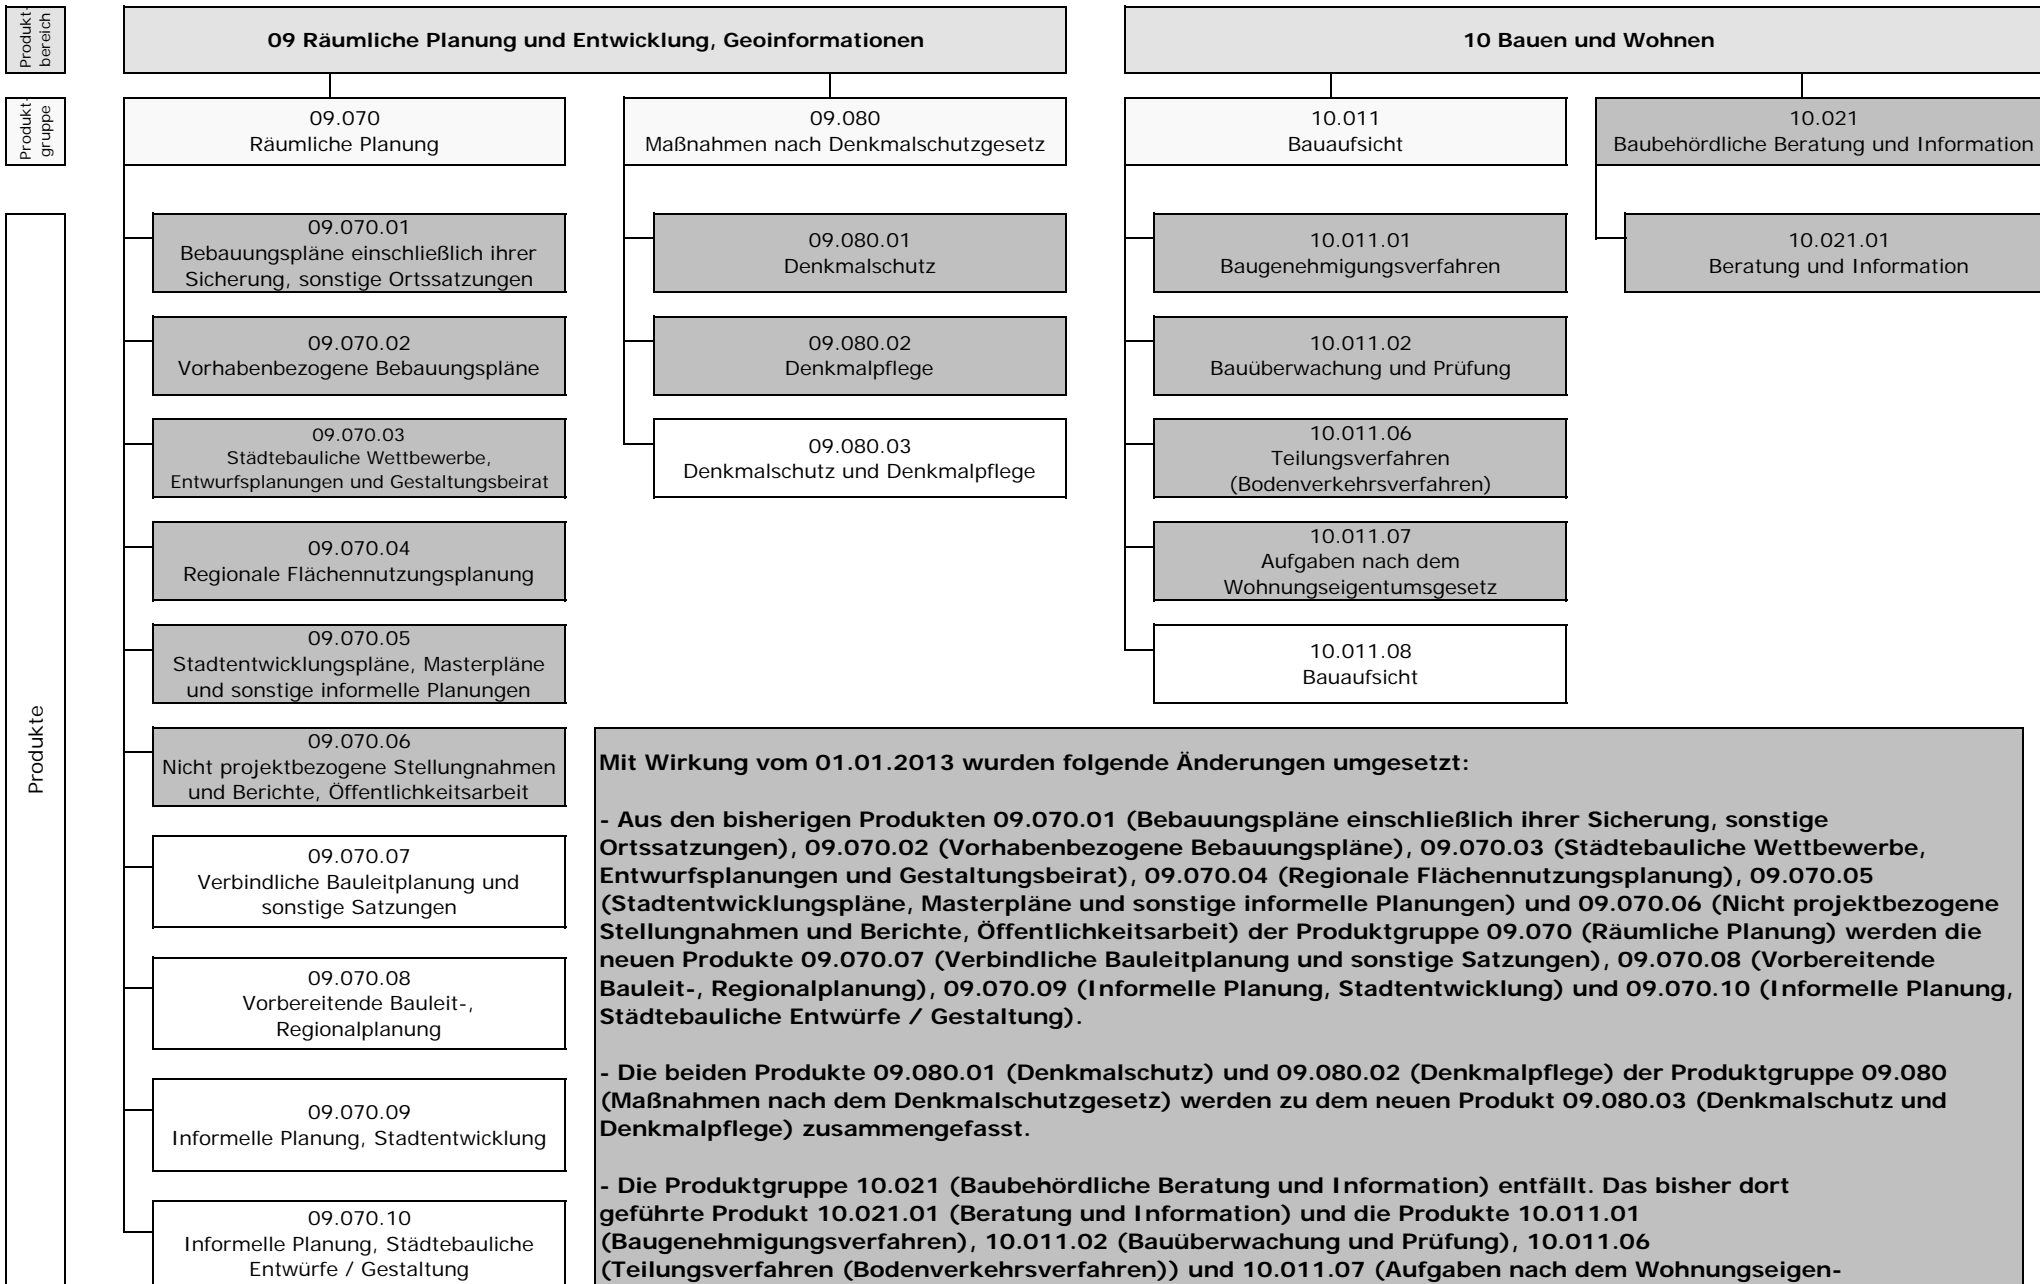 Produkt-
bereich
09 Räumliche Planung und Entwicklung, Geoinformationen
10 Bauen und Wohnen
Produkt-
gruppe
09.070
Räumliche Planung
09.080
Maßnahmen nach Denkmalschutzgesetz
10.011
Bauaufsicht
10.021
Baubehördliche Beratung und Information
Produkte
09.070.01
Bebauungspläne einschließlich ihrer
Sicherung, sonstige Ortssatzungen
09.070.02
Vorhabenbezogene Bebauungspläne
09.070.03
Städtebauliche Wettbewerbe,
Entwurfsplanungen und Gestaltungsbeirat
09.070.04
Regionale Flächennutzungsplanung
09.070.05
Stadtentwicklungspläne, Masterpläne
und sonstige informelle Planungen
09.070.06
Nicht projektbezogene Stellungnahmen
und Berichte, Öffentlichkeitsarbeit
09.070.07
Verbindliche Bauleitplanung und
sonstige Satzungen
09.070.08
Vorbereitende Bauleit-,
Regionalplanung
09.070.09
Informelle Planung, Stadtentwicklung
09.070.10
Informelle Planung, Städtebauliche
Entwürfe / Gestaltung
09.080.01
Denkmalschutz
09.080.02
Denkmalpflege
09.080.03
Denkmalschutz und Denkmalpflege
10.011.01
Baugenehmigungsverfahren
10.011.02
Bauüberwachung und Prüfung
10.011.06
Teilungsverfahren
(Bodenverkehrsverfahren)
10.011.07
Aufgaben nach dem
Wohnungseigentumsgesetz
10.011.08
Bauaufsicht
10.021.01
Beratung und Information
Mit Wirkung vom 01.01.2013 wurden folgende Änderungen umgesetzt:
- Aus den bisherigen Produkten 09.070.01 (Bebauungspläne einschließlich ihrer Sicherung, sonstige
Ortssatzungen), 09.070.02 (Vorhabenbezogene Bebauungspläne), 09.070.03 (Städtebauliche Wettbewerbe,
Entwurfsplanungen und Gestaltungsbeirat), 09.070.04 (Regionale Flächennutzungsplanung), 09.070.05
(Stadtentwicklungspläne, Masterpläne und sonstige informelle Planungen) und 09.070.06 (Nicht projektbezogene
Stellungnahmen und Berichte, Öffentlichkeitsarbeit) der Produktgruppe 09.070 (Räumliche Planung) werden die
neuen Produkte 09.070.07 (Verbindliche Bauleitplanung und sonstige Satzungen), 09.070.08 (Vorbereitende
Bauleit-, Regionalplanung), 09.070.09 (Informelle Planung, Stadtentwicklung) und 09.070.10 (Informelle Planung,
Städtebauliche Entwürfe / Gestaltung).
- Die beiden Produkte 09.080.01 (Denkmalschutz) und 09.080.02 (Denkmalpflege) der Produktgruppe 09.080
(Maßnahmen nach dem Denkmalschutzgesetz) werden zu dem neuen Produkt 09.080.03 (Denkmalschutz und
Denkmalpflege) zusammengefasst.
- Die Produktgruppe 10.021 (Baubehördliche Beratung und Information) entfällt. Das bisher dort
geführte Produkt 10.021.01 (Beratung und Information) und die Produkte 10.011.01
(Baugenehmigungsverfahren), 10.011.02 (Bauüberwachung und Prüfung), 10.011.06
(Teilungsverfahren (Bodenverkehrsverfahren)) und 10.011.07 (Aufgaben nach dem Wohnungseigen-